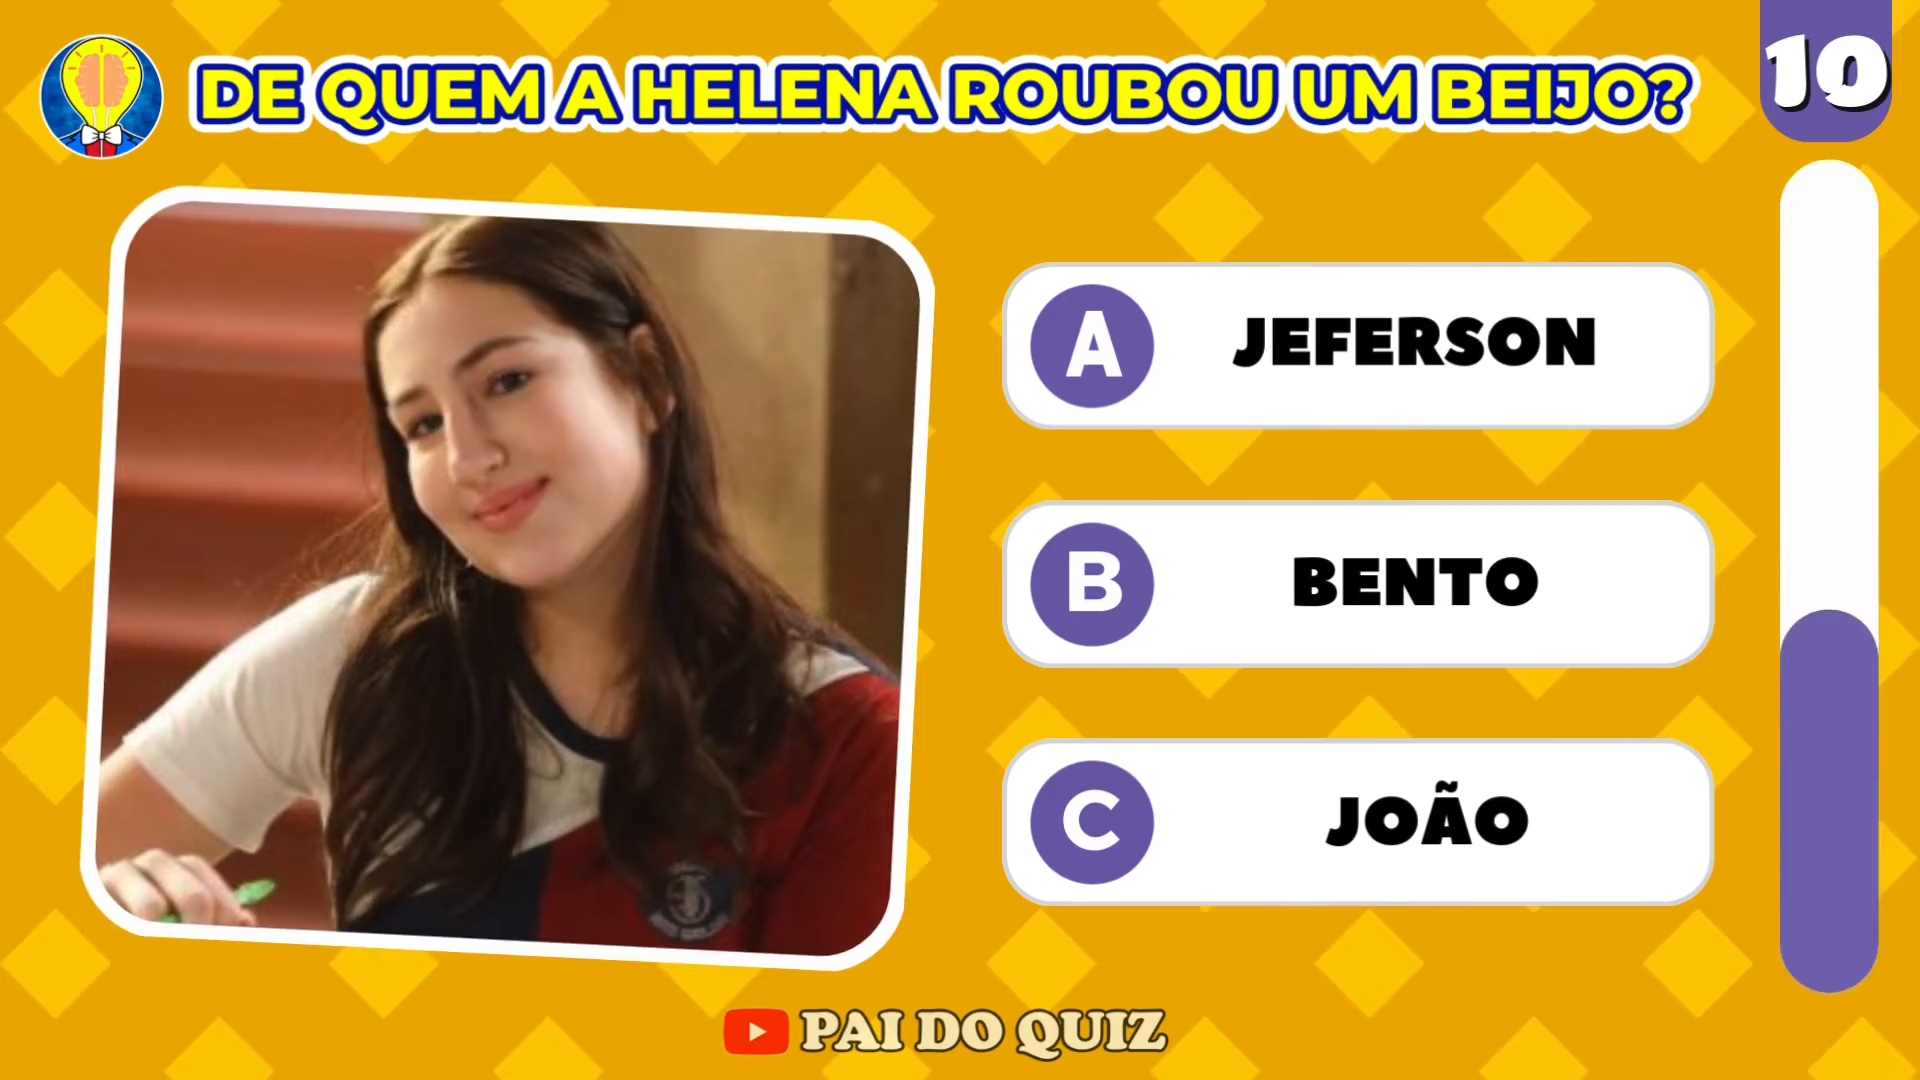 DE QUEM A HELENA ROUBOU UM BEIJO?
10
A JEFERSON
B BENTO
C JOÃO
PAI DO QUIZ